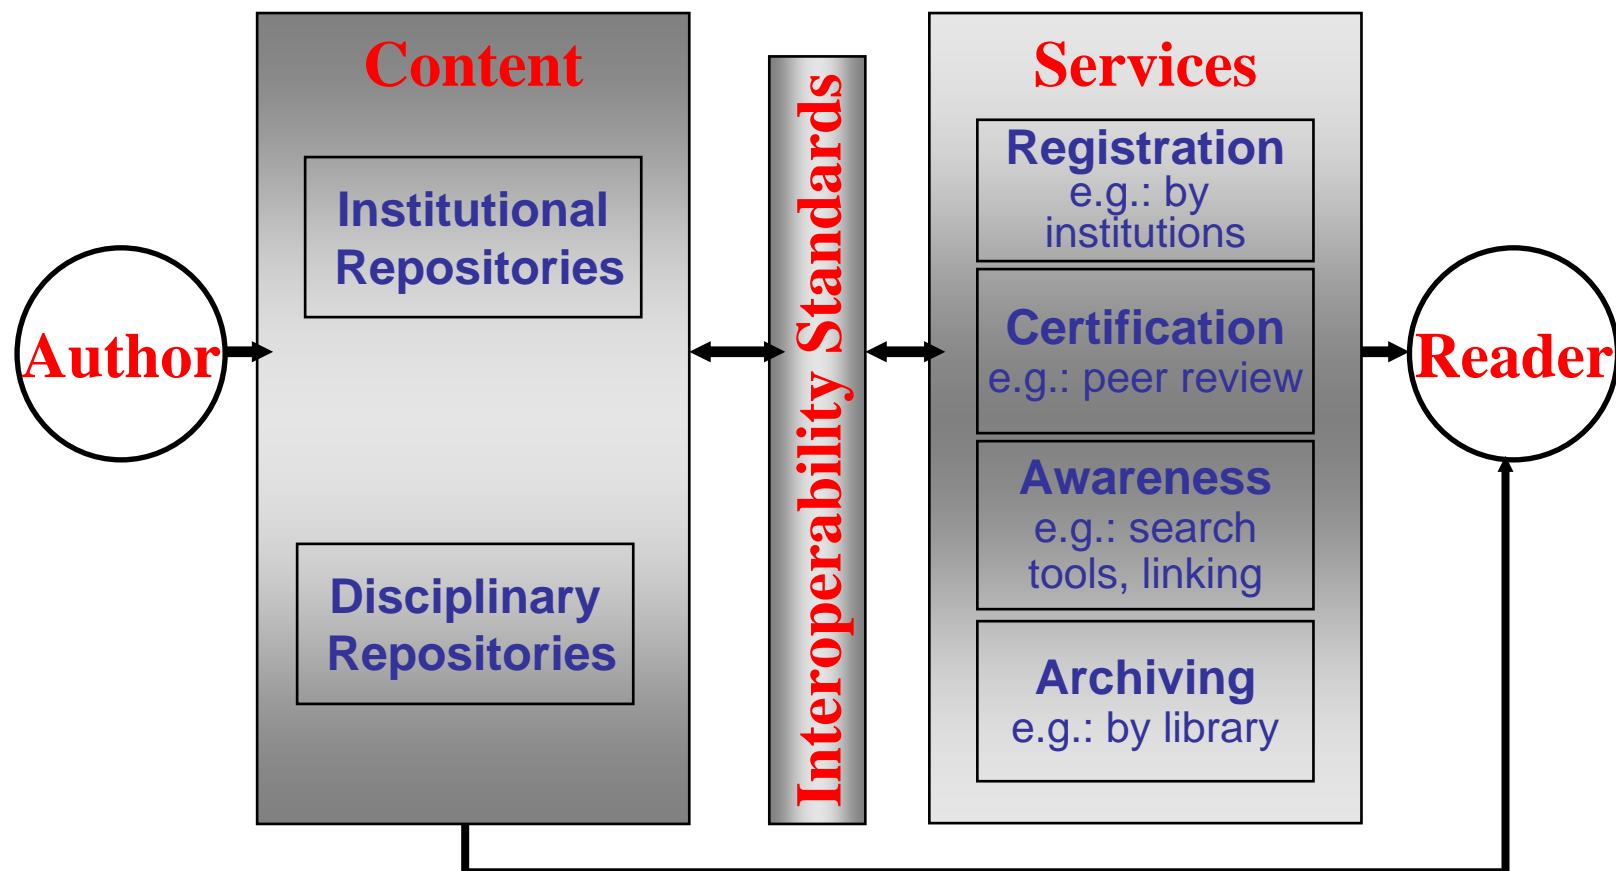 Content
Institutional
Repositories
Disciplinary
Repositories
Author
Interoperability Standards
Services
Registration
e.g.: by
institutions
Certification
e.g.: peer review
Awareness
e.g.: search
tools, linking
Archiving
e.g.: by library
Reader